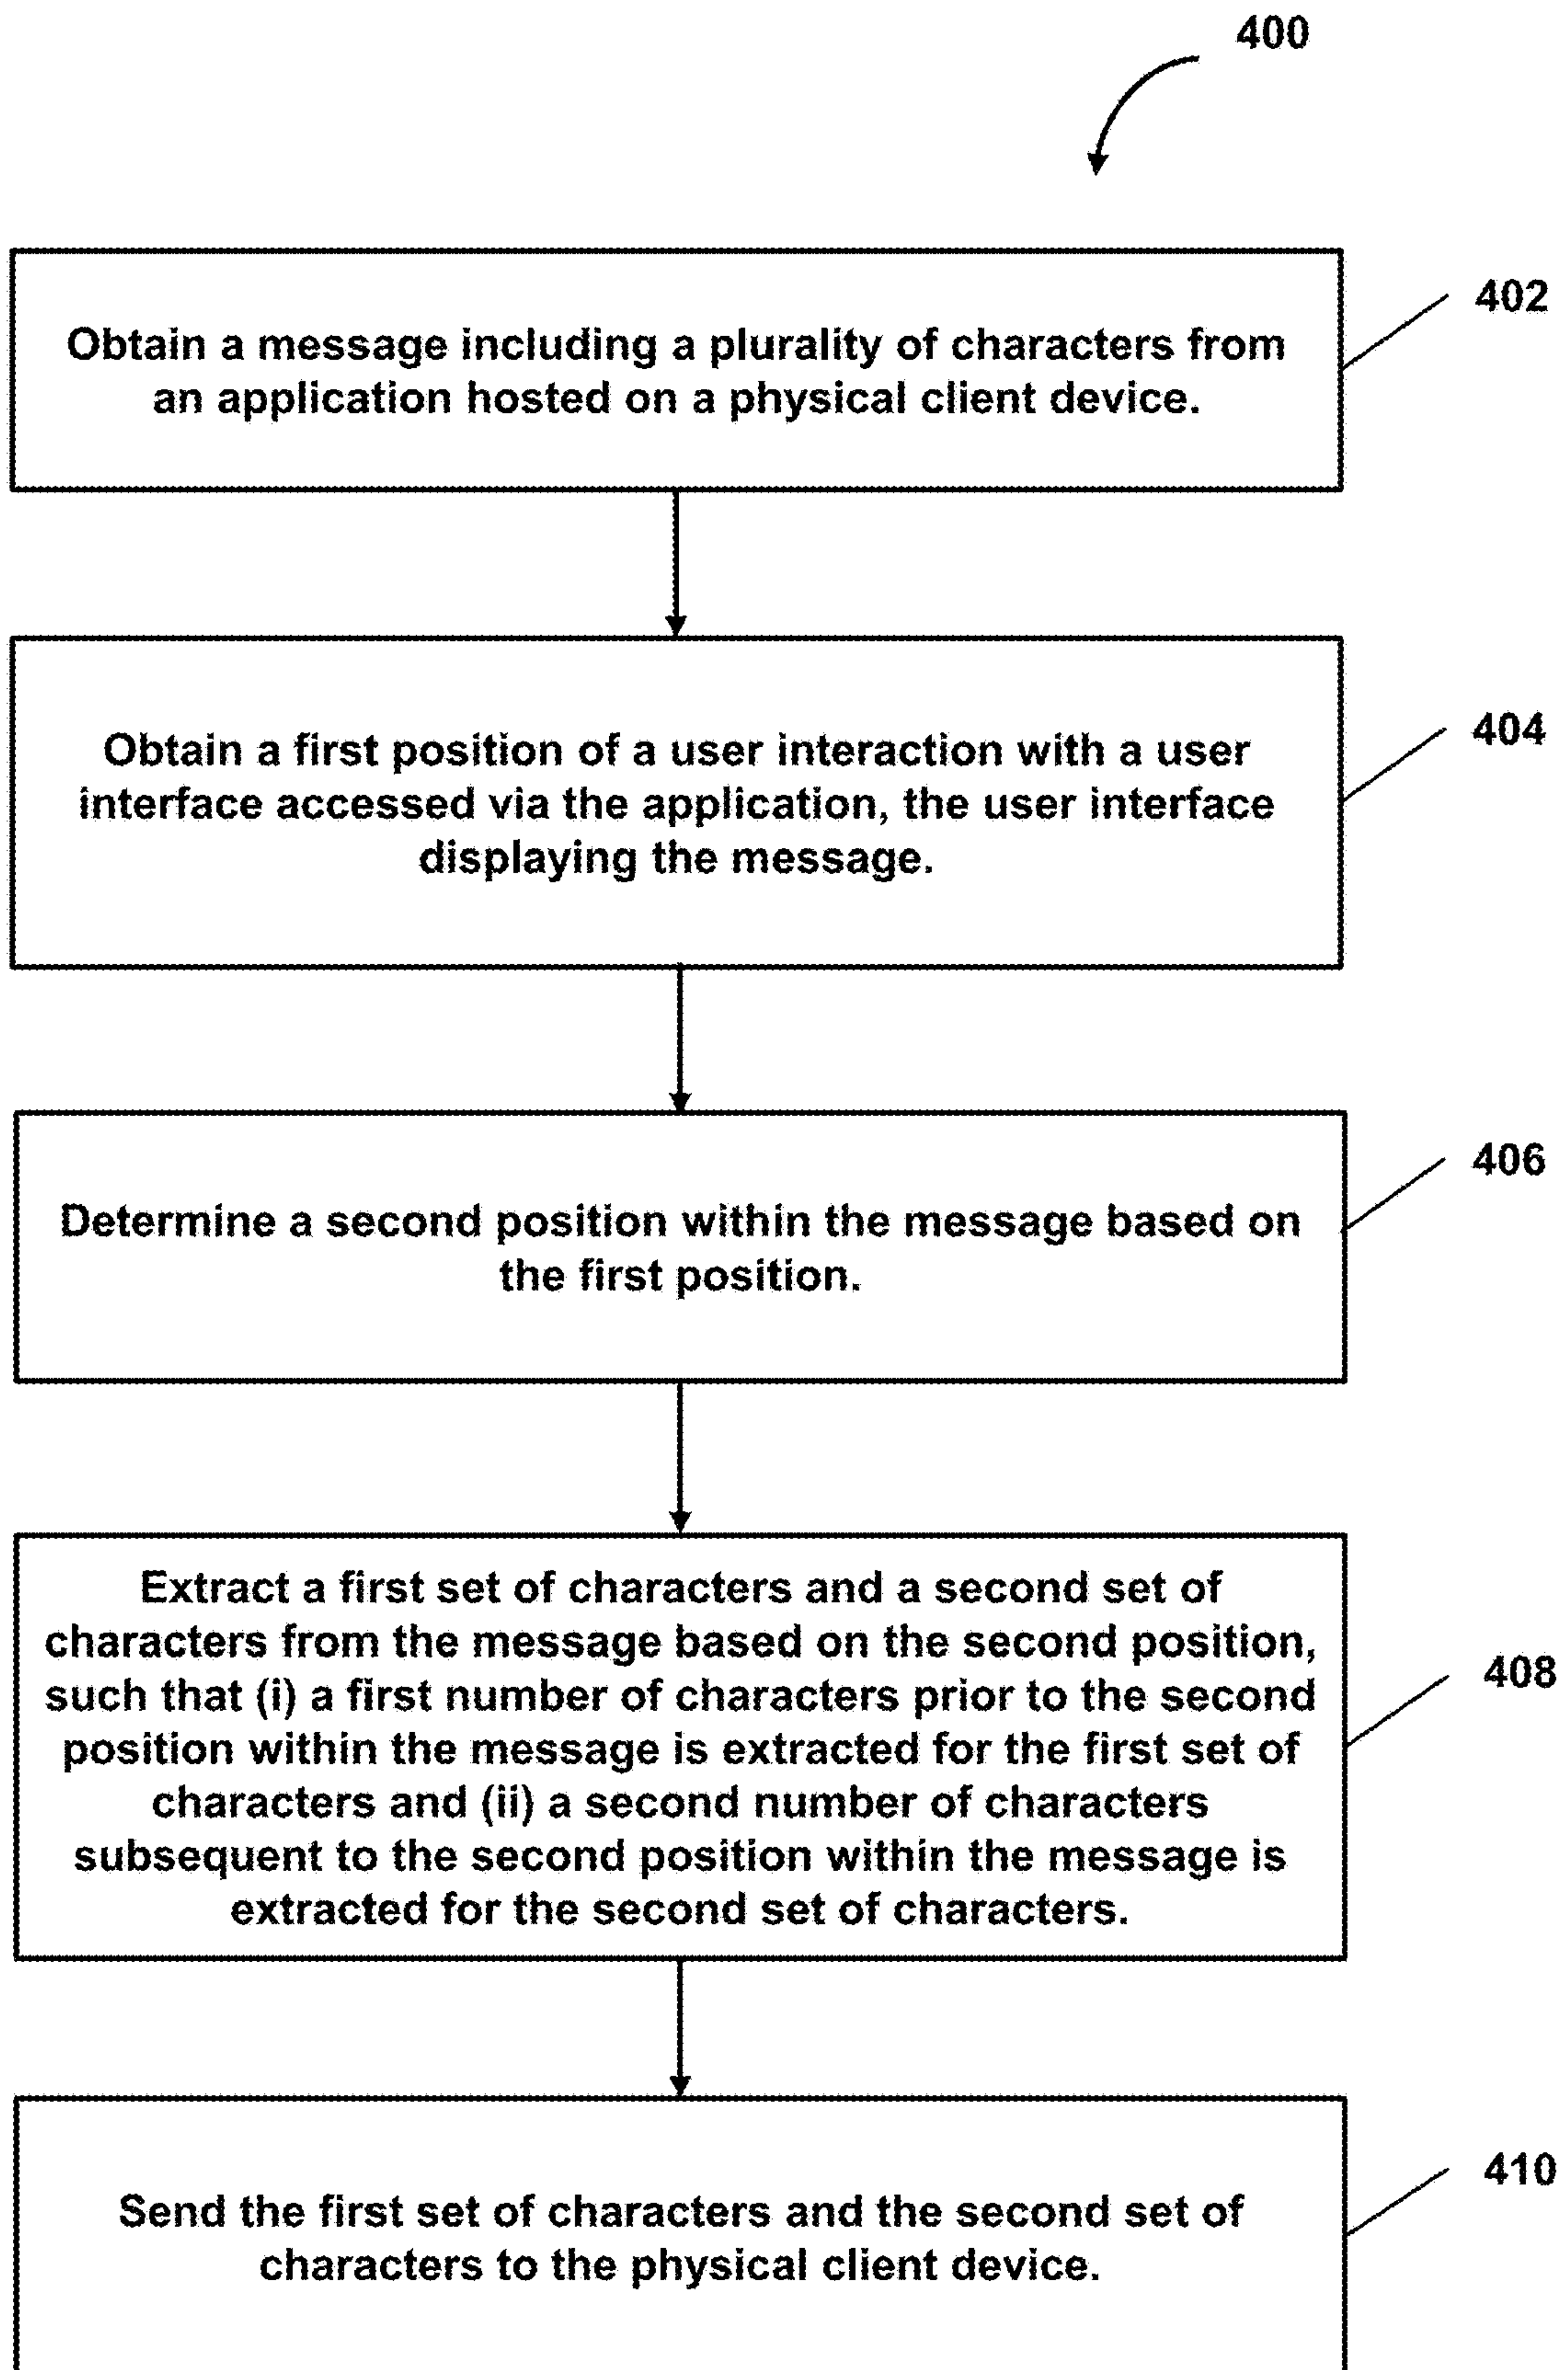 400
402
Obtain a message including a plurality of characters from
an application hosted on a physical client device.
404
Obtain a first position of a user interaction with a user
interface accessed via the application, the user interface
displaying the message.
406
Determine a second position within the message based on
the first position.
Extract a first set of characters and a second set of
characters from the message based on the second position,
408
such that (i) a first number of characters prior to the second
position within the message is extracted for the first set of
characters and (ii) a second number of characters
subsequent to the second position within the message is
extracted for the second set of characters.
410
Send the first set of characters and the second set of
characters to the physical client device.